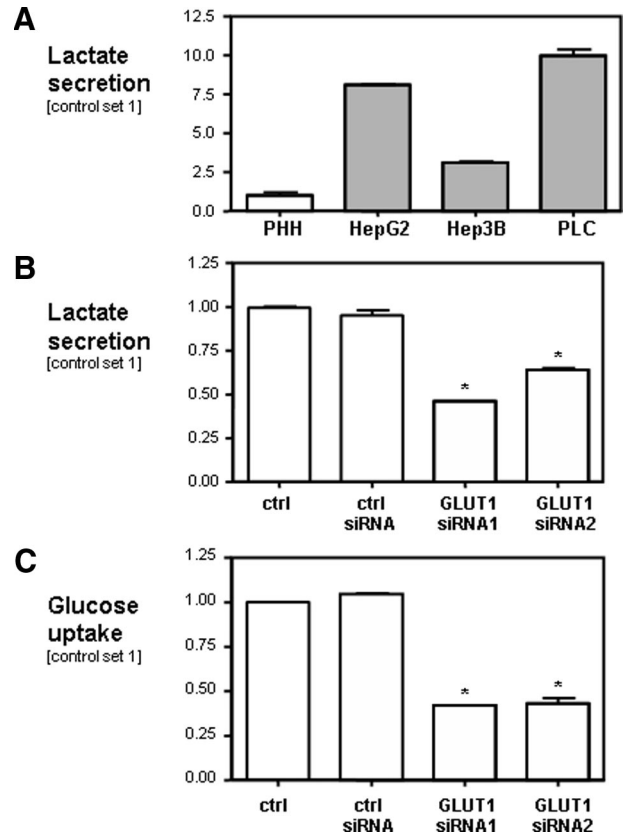 A
Lactate
secretion
[control set 1]
12.5
10.0
7.5
5.0
2.5
0.0
PHH HepG2 Hep3B PLC
B
Lactate
secretion
[control set 1]
1.25
1.00
0.75
0.50
0.25
0.00
* *
ctrl ctrl GLUT1 GLUT1
siRNA siRNA1 siRNA2
C
Glucose
uptake
[control set 1]
1.25
1.00
0.75
0.50
0.25
0.00
* *
ctrl ctrl GLUT1 GLUT1
siRNA siRNA1 siRNA2